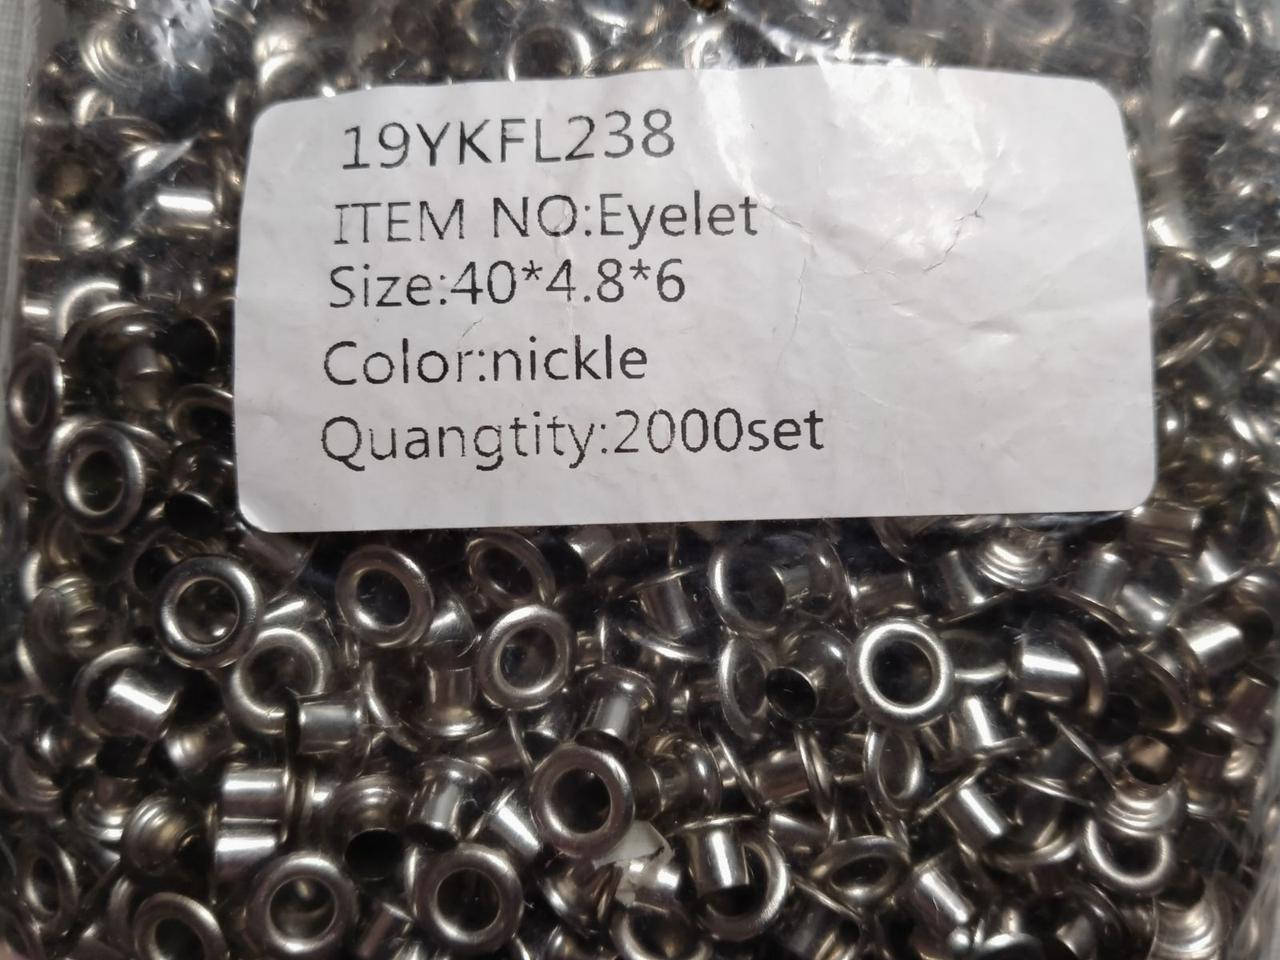 19YKFL238
ITEM NO:Eyelet
Size:40*4.8*6
Color:nickle
Quangtity:2000set